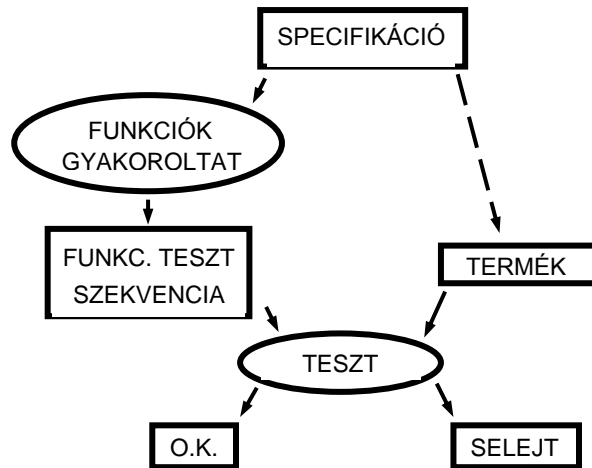 SPECIFIKÁCIÓ
FUNKCIÓK
GYAKOROLTAT
FUNKC. TESZT
SZEKVENCIA
TERMÉK
TESZT
O.K.
SELEJT